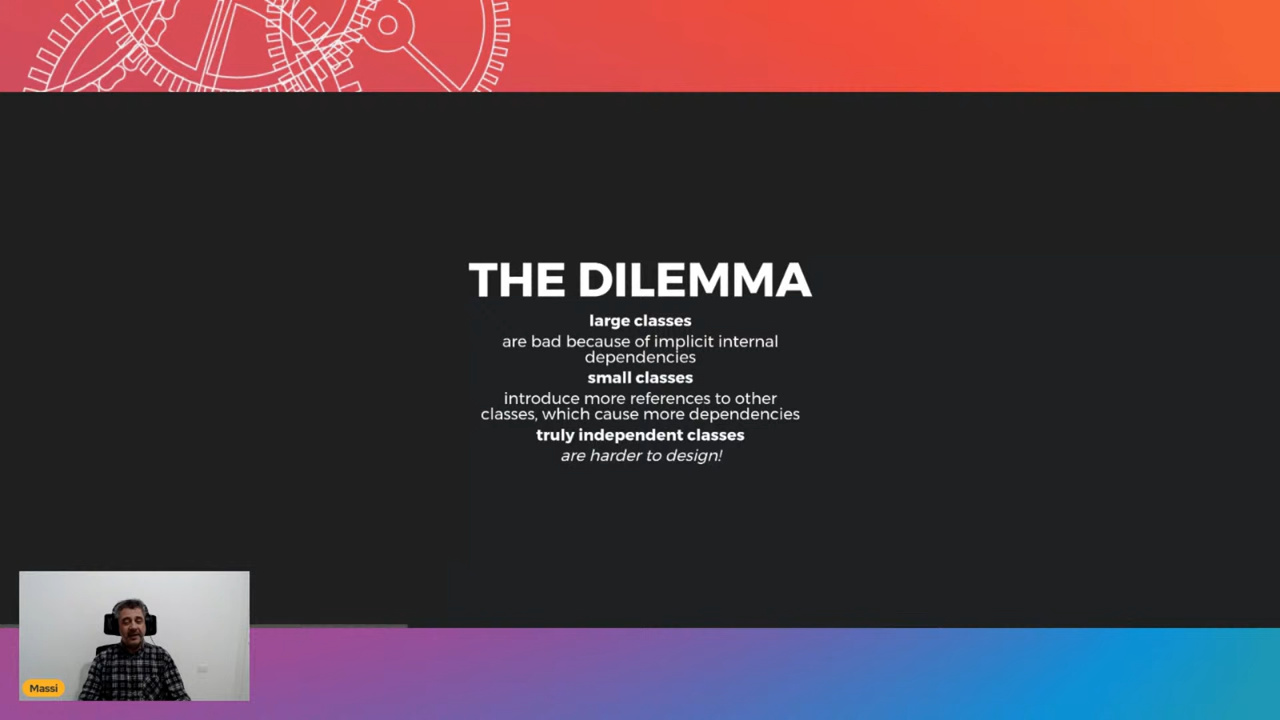 THE DILEMMA
large classes
are bad because of implicit internal
dependencies
small classes
introduce more references to other
classes, which cause more dependencies
truly independent classes
are harder to design!
Massi